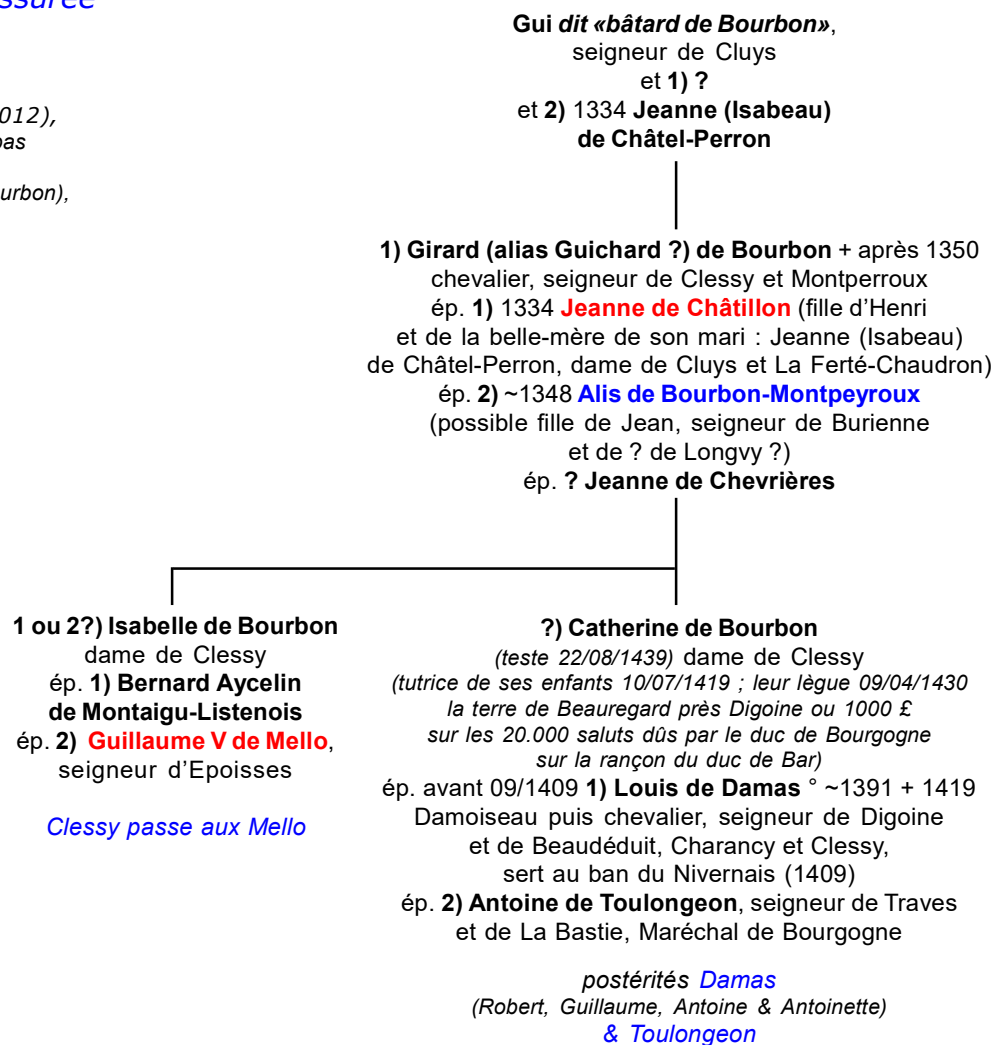 ssurée
012),
pas
urbon),
Gui dit «bâtard de Bourbon»,
seigneur de Cluys
et 1) ?
et 2) 1334 Jeanne (Isabeau)
de Châtel-Perron
1) Girard (alias Guichard ?) de Bourbon + après 1350
chevalier, seigneur de Clessy et Montperroux
ép. 1) 1334 Jeanne de Châtillon (fille d’Henri
et de la belle-mère de son mari : Jeanne (Isabeau)
de Châtel-Perron, dame de Cluys et La Ferté-Chaudron)
ép. 2) ~1348 Alis de Bourbon-Montpeyroux
(possible fille de Jean, seigneur de Burienne
et de ? de Longvy ?)
ép. ? Jeanne de Chevrières
1 ou 2?) Isabelle de Bourbon
dame de Clessy
ép. 1) Bernard Aycelin
de Montaigu-Listenois
ép. 2) Guillaume V de Mello,
seigneur d’Epoisses
Clessy passe aux Mello
?) Catherine de Bourbon
(teste 22/08/1439) dame de Clessy
(tutrice de ses enfants 10/07/1419 ; leur lègue 09/04/1430
la terre de Beauregard près Digoine ou 1000 £
sur les 20.000 saluts dûs par le duc de Bourgogne
sur la rançon du duc de Bar)
ép. avant 09/1409 1) Louis de Damas ° ~1391 + 1419
Damoiseau puis chevalier, seigneur de Digoine
et de Beaudéduit, Charancy et Clessy,
sert au ban du Nivernais (1409)
ép. 2) Antoine de Toulongeon, seigneur de Traves
et de La Bastie, Maréchal de Bourgogne
postérités Damas
(Robert, Guillaume, Antoine & Antoinette)
& Toulongeon